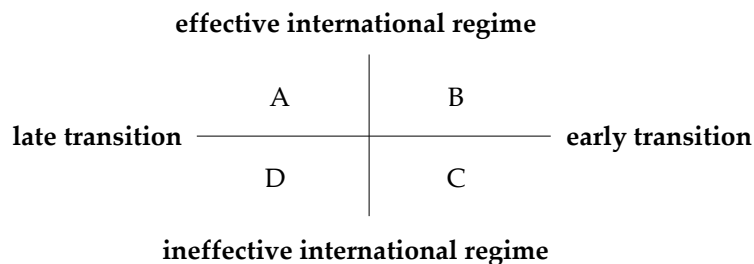 effective international regime
A B
late transition early transition
D C
ineffective international regime